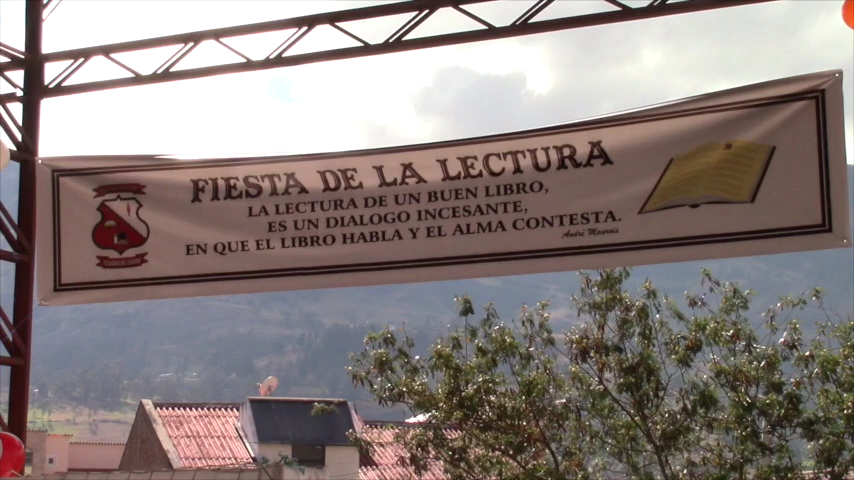 FIESTA DE LA LECTURA
LA LECTURA DE UN BUEN LIBRO,
ES UN DIALOGO INCESANTE,
EN QUE EL LIBRO HABLA Y EL ALMA CONTESTA.
André Maurois